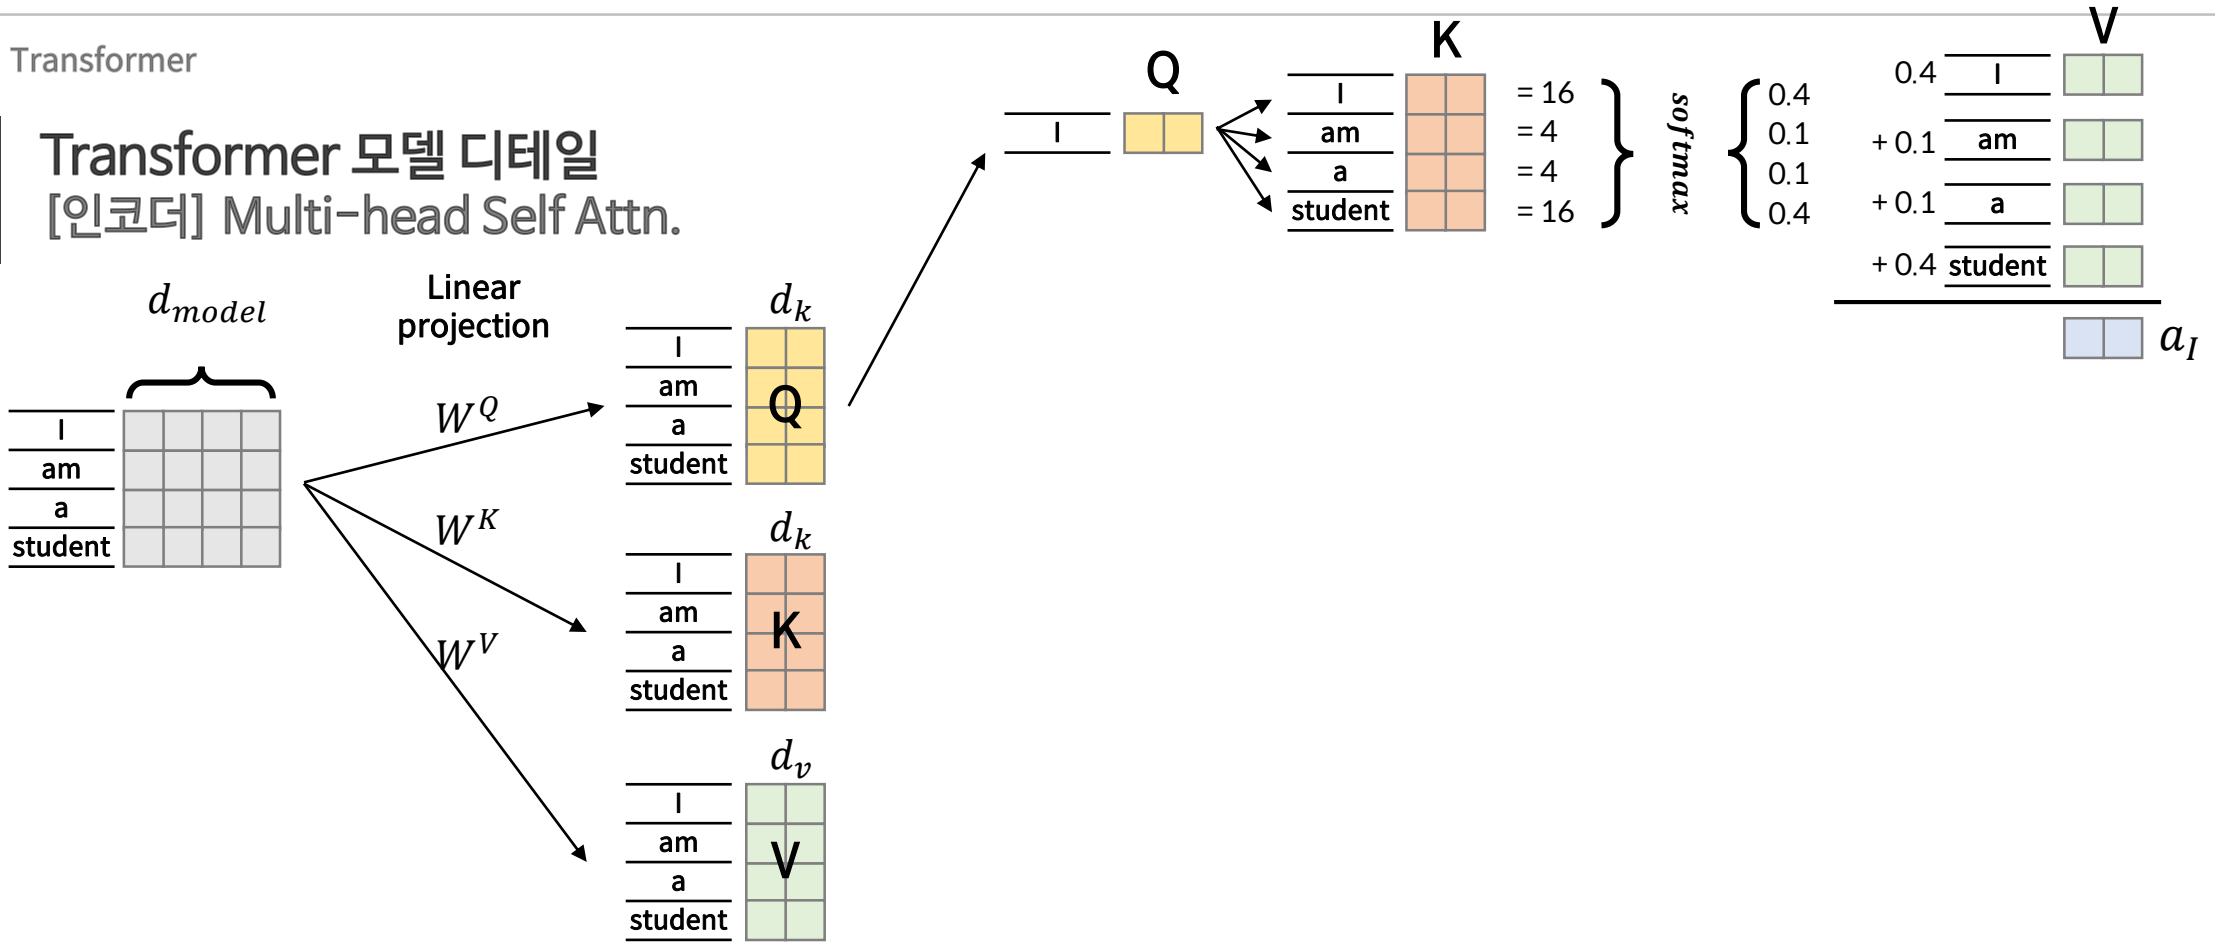 Transformer
Transformer 모델 디테일
[인코더] Multi-head Self Attn.
d_model
I
am
a
student
Linear
projection
W^Q
W^K
W^V
d_k
I
am
a
student
Q
d_k
I
am
a
student
K
d_v
I
am
a
student
V
Q
I
K
I = 16
am = 4
a = 4
student = 16
softmax
0.4
0.1
0.1
0.4
V
0.4 I
+ 0.1 am
+ 0.1 a
+ 0.4 student
a_I